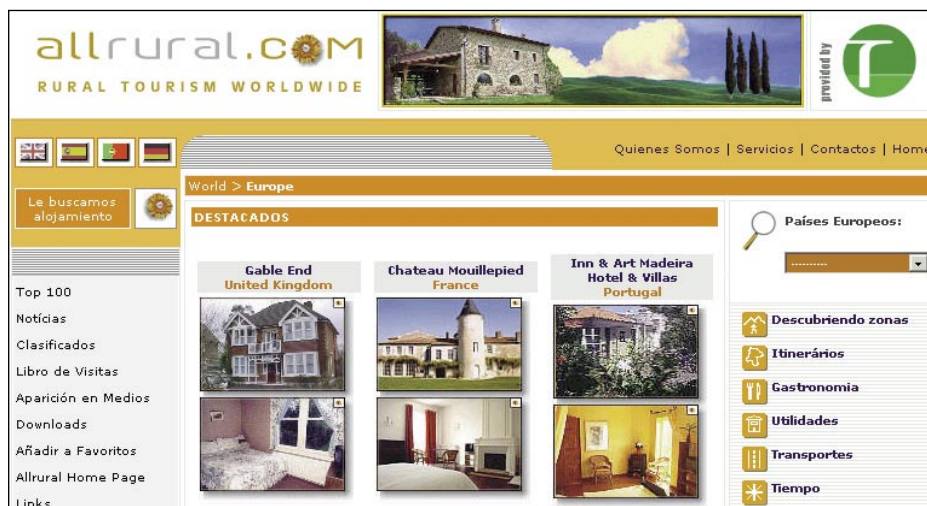 allrural.com
RURAL TOURISM WORLDWIDE
provided by
r
Quienes Somos | Servicios | Contactos | Home
Le buscamos
alojamiento
World > Europe
DESTACADOS
Países Europeos:
----------
Gable End
United Kingdom
Chateau Mouillepied
France
Inn & Art Madeira
Hotel & Villas
Portugal
Top 100
Notícias
Clasificados
Libro de Visitas
Aparición en Medios
Downloads
Añadir a Favoritos
Allrural Home Page
Links
Descubriendo zonas
Itinerários
Gastronomia
Utilidades
Transportes
Tiempo